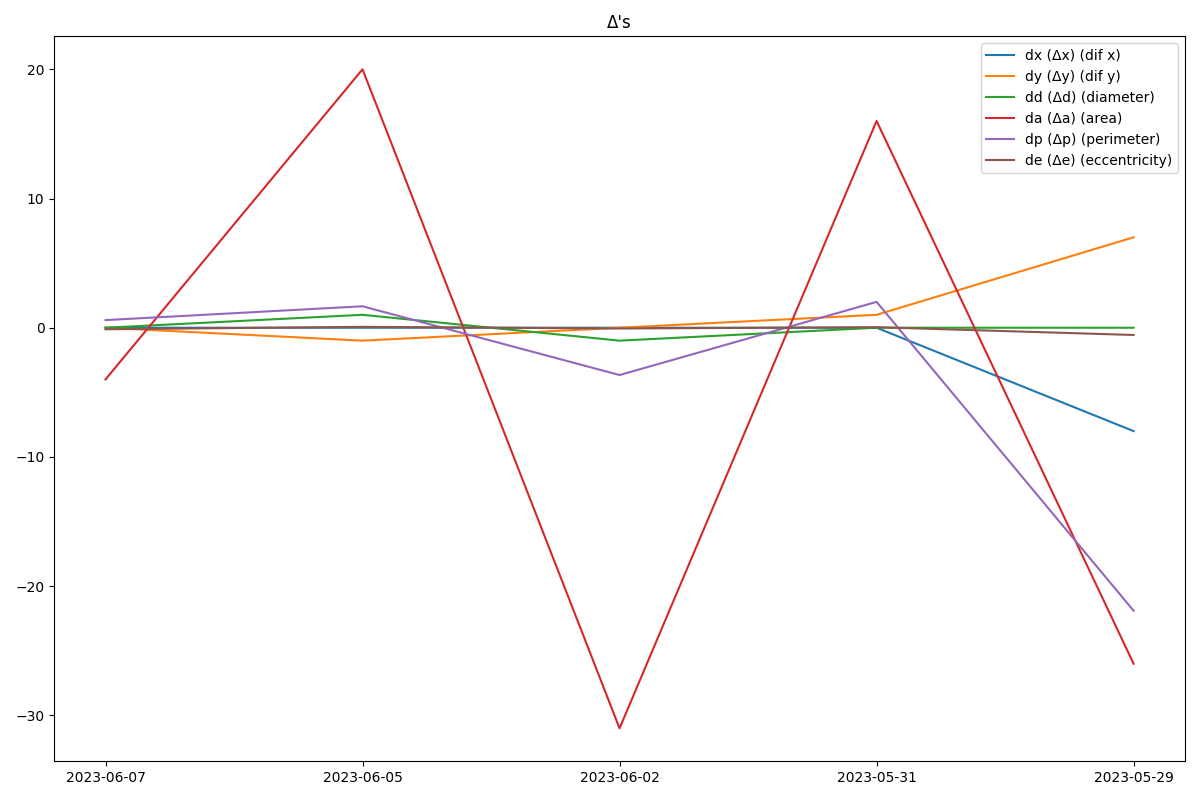 Δ's
dx (Δx) (dif x)
dy (Δy) (dif y)
dd (Δd) (diameter)
da (Δa) (area)
dp (Δp) (perimeter)
de (Δe) (eccentricity)
20
10
0
−10
−20
−30
2023-06-07 2023-06-05 2023-06-02 2023-05-31 2023-05-29